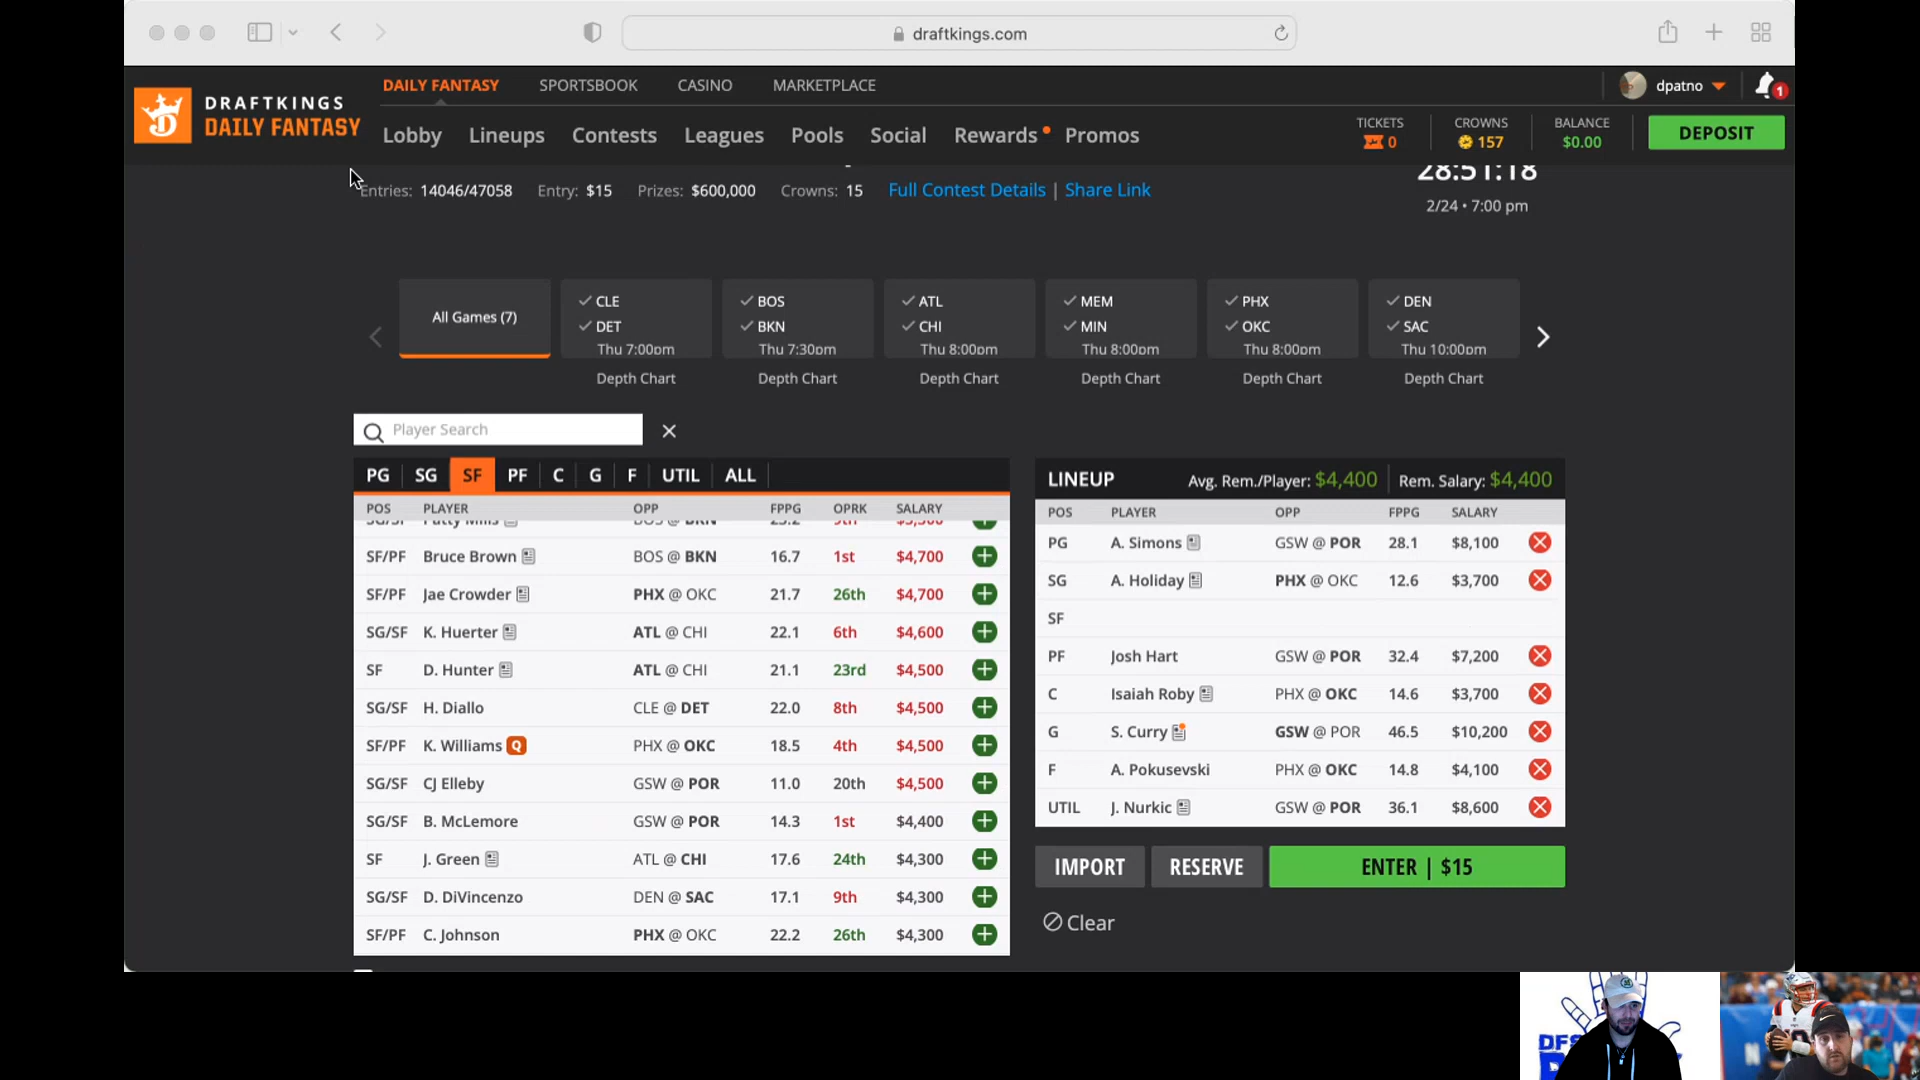 draftkings.com
DRAFTKINGS
DAILY FANTASY
DAILY FANTASY SPORTSBOOK CASINO MARKETPLACE
dpatno 1
Lobby Lineups Contests Leagues Pools Social Rewards Promos
TICKETS 0
CROWNS 157
BALANCE $0.00
DEPOSIT
Entries: 14046/47058 Entry: $15 Prizes: $600,000 Crowns: 15 Full Contest Details | Share Link
28:51:18
2/24 • 7:00 pm
All Games (7)
CLE DET Thu 7:00pm Depth Chart
BOS BKN Thu 7:30pm Depth Chart
ATL CHI Thu 8:00pm Depth Chart
MEM MIN Thu 8:00pm Depth Chart
PHX OKC Thu 8:00pm Depth Chart
DEN SAC Thu 10:00pm Depth Chart
Player Search
PG SG SF PF C G F UTIL ALL
POS PLAYER OPP FPPG OPRK SALARY
SG/SF Patty Mills BOS @ BKN 23.2 9th
SF/PF Bruce Brown BOS @ BKN 16.7 1st $4,700
SF/PF Jae Crowder PHX @ OKC 21.7 26th $4,700
SG/SF K. Huerter ATL @ CHI 22.1 6th $4,600
SF D. Hunter ATL @ CHI 21.1 23rd $4,500
SG/SF H. Diallo CLE @ DET 22.0 8th $4,500
SF/PF K. Williams Q PHX @ OKC 18.5 4th $4,500
SG/SF CJ Elleby GSW @ POR 11.0 20th $4,500
SG/SF B. McLemore GSW @ POR 14.3 1st $4,400
SF J. Green ATL @ CHI 17.6 24th $4,300
SG/SF D. DiVincenzo DEN @ SAC 17.1 9th $4,300
SF/PF C. Johnson PHX @ OKC 22.2 26th $4,300
LINEUP Avg. Rem./Player: $4,400 Rem. Salary: $4,400
POS PLAYER OPP FPPG SALARY
PG A. Simons GSW @ POR 28.1 $8,100
SG A. Holiday PHX @ OKC 12.6 $3,700
SF
PF Josh Hart GSW @ POR 32.4 $7,200
C Isaiah Roby PHX @ OKC 14.6 $3,700
G S. Curry GSW @ POR 46.5 $10,200
F A. Pokusevski PHX @ OKC 14.8 $4,100
UTIL J. Nurkic GSW @ POR 36.1 $8,600
IMPORT RESERVE ENTER | $15
Clear
DFS